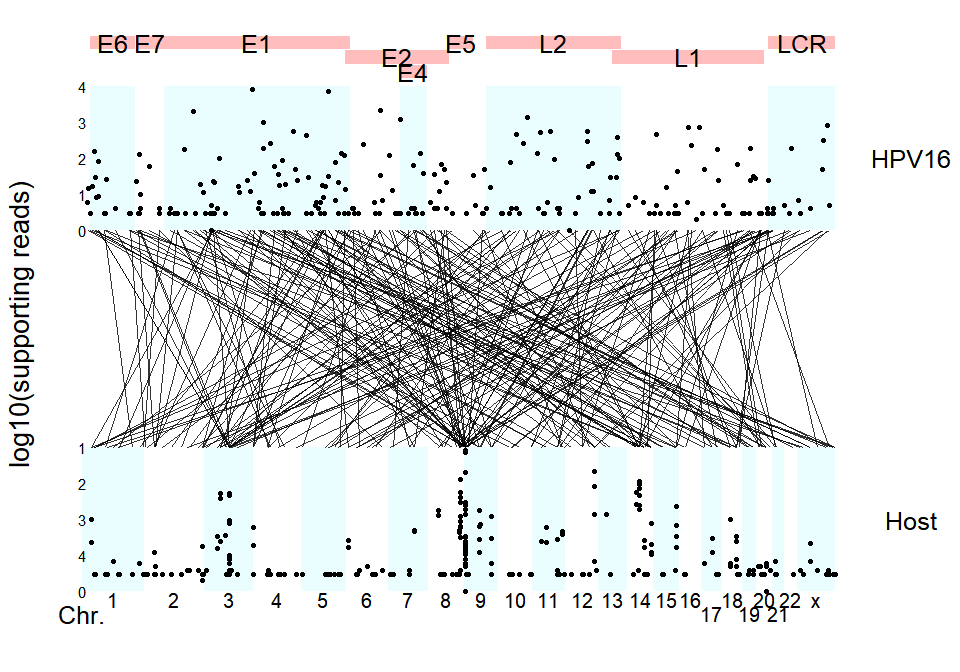 E6 E7 E1 E5 L2 LCR
E2 L1
E4
4
3
2
1
0
HPV16
log10(supporting reads)
1
2
3
4
0
Host
1 2 3 4 5 6 7 8 9 10 11 12 13 14 15 16 18 20 22 x
Chr. 17 19 21